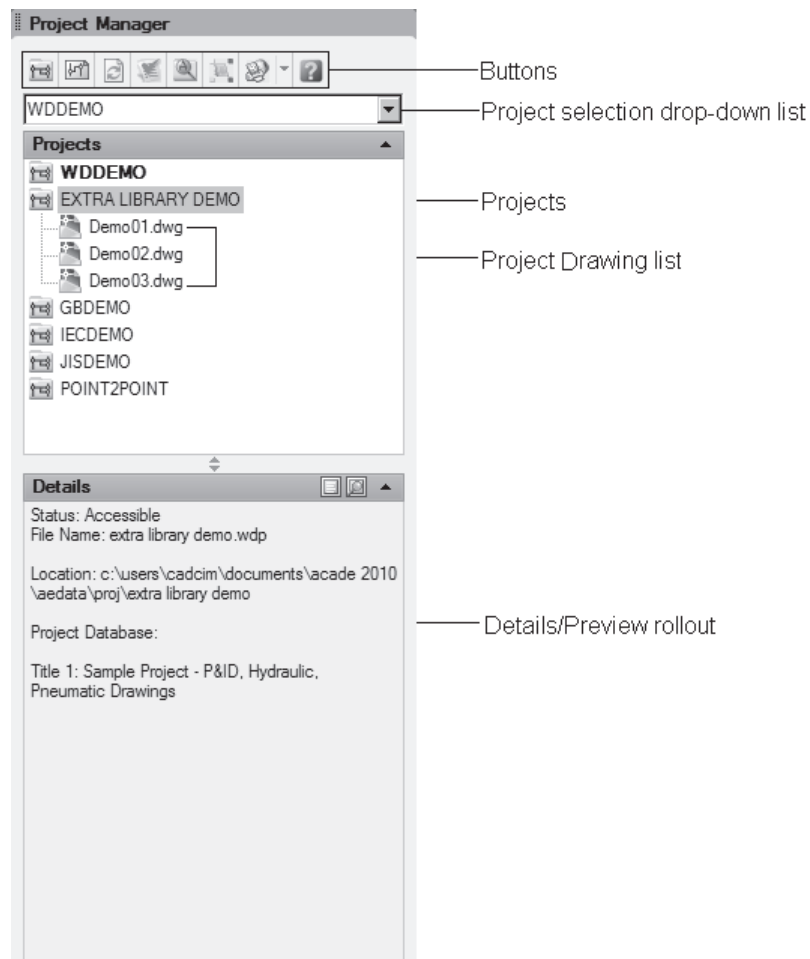 Project Manager
Buttons
WDDEMO
Project selection drop-down list
Projects
WDDEMO
EXTRA LIBRARY DEMO
Projects
Demo01.dwg
Demo02.dwg
Project Drawing list
Demo03.dwg
GBDEMO
IECDEMO
JISDEMO
POINT2POINT
Details
Status: Accessible
File Name: extra library demo.wdp
Location: c:\users\cadcim\documents\acade 2010
\aedata\proj\extra library demo
Details/Preview rollout
Project Database:
Title 1: Sample Project - P&ID, Hydraulic,
Pneumatic Drawings